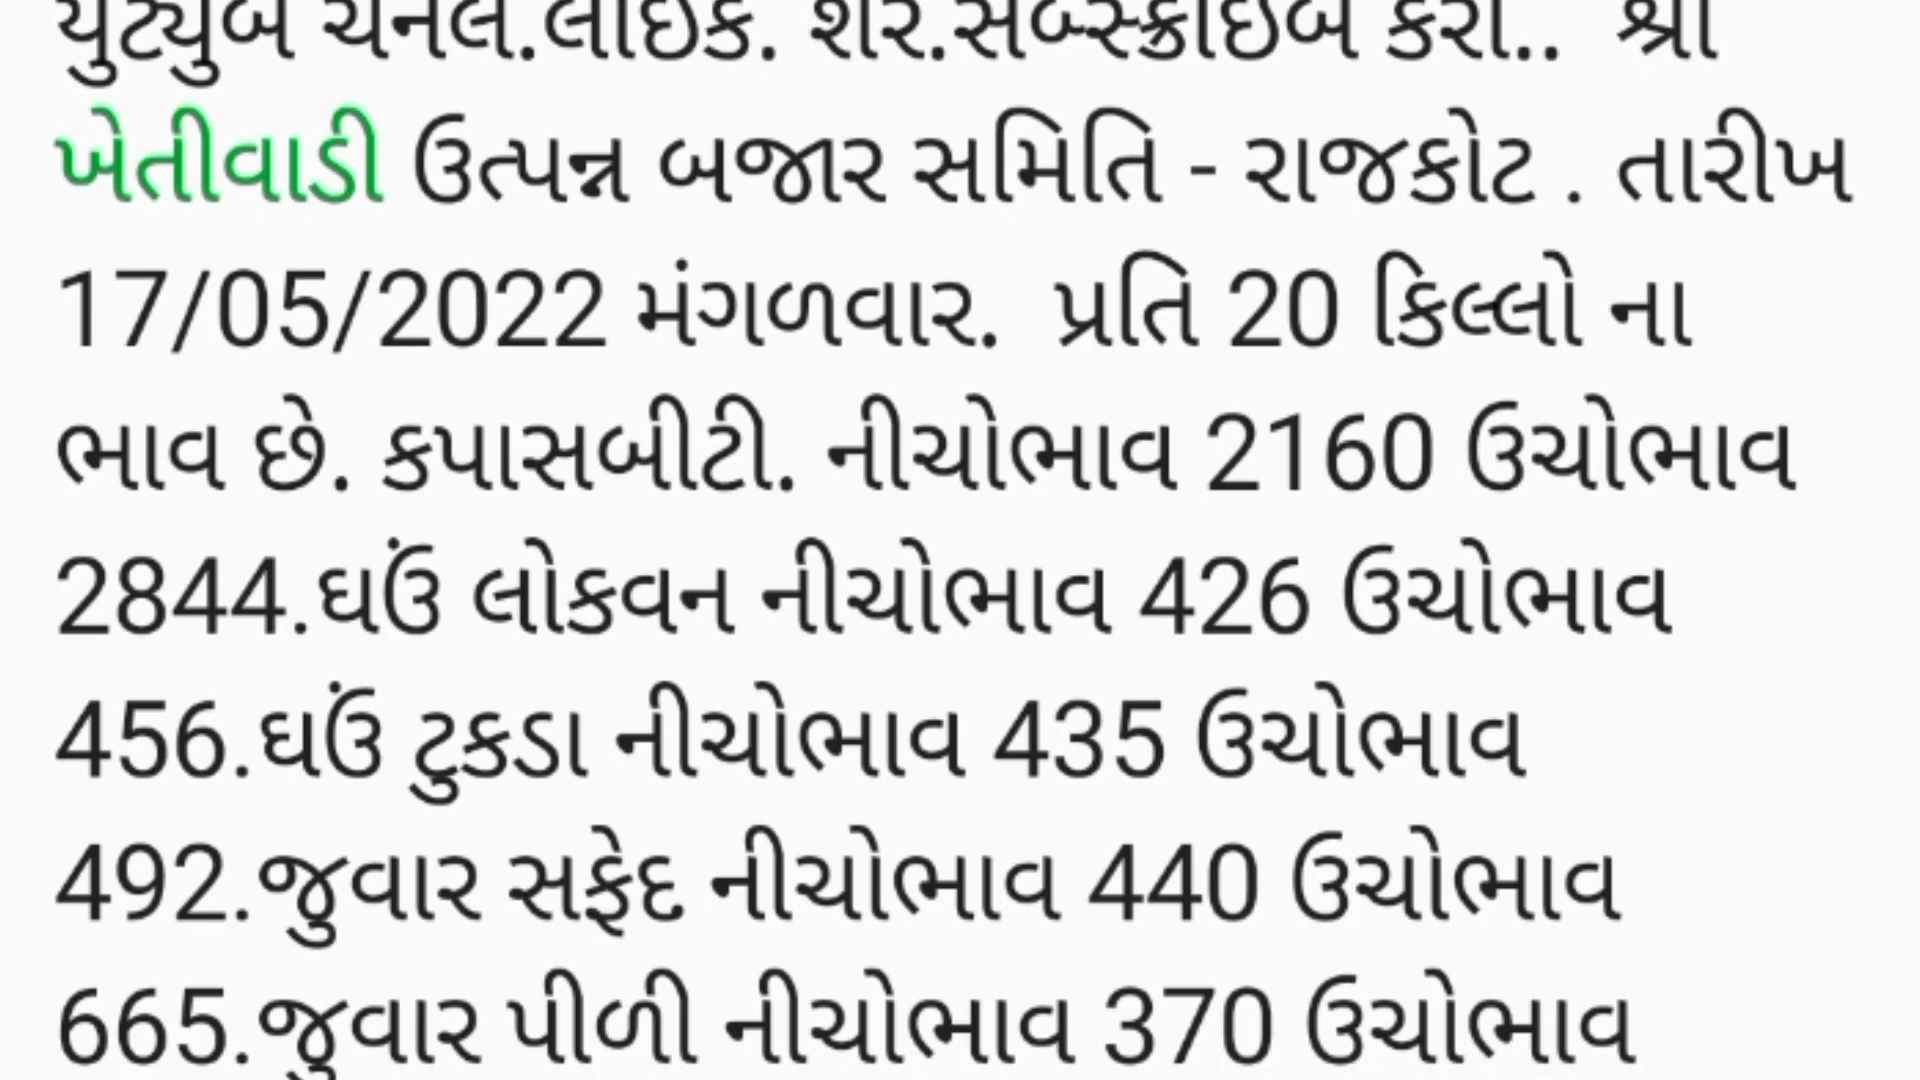 યુટ્યુબ ચેનલ.લાઈક. શેર.સબ્સ્ક્રાઇબ કરો.. શ્રી
ખેતીવાડી ઉત્પન્ન બજાર સમિતિ - રાજકોટ . તારીખ
17/05/2022 મંગળવાર. પ્રતિ 20 કિલ્લો ના
ભાવ છે. કપાસબીટી. નીચોભાવ 2160 ઉચોભાવ
2844.ઘઉં લોકવન નીચોભાવ 426 ઉચોભાવ
456.ઘઉં ટુકડા નીચોભાવ 435 ઉચોભાવ
492.જુવાર સફેદ નીચોભાવ 440 ઉચોભાવ
665.જુવાર પીળી નીચોભાવ 370 ઉચોભાવ